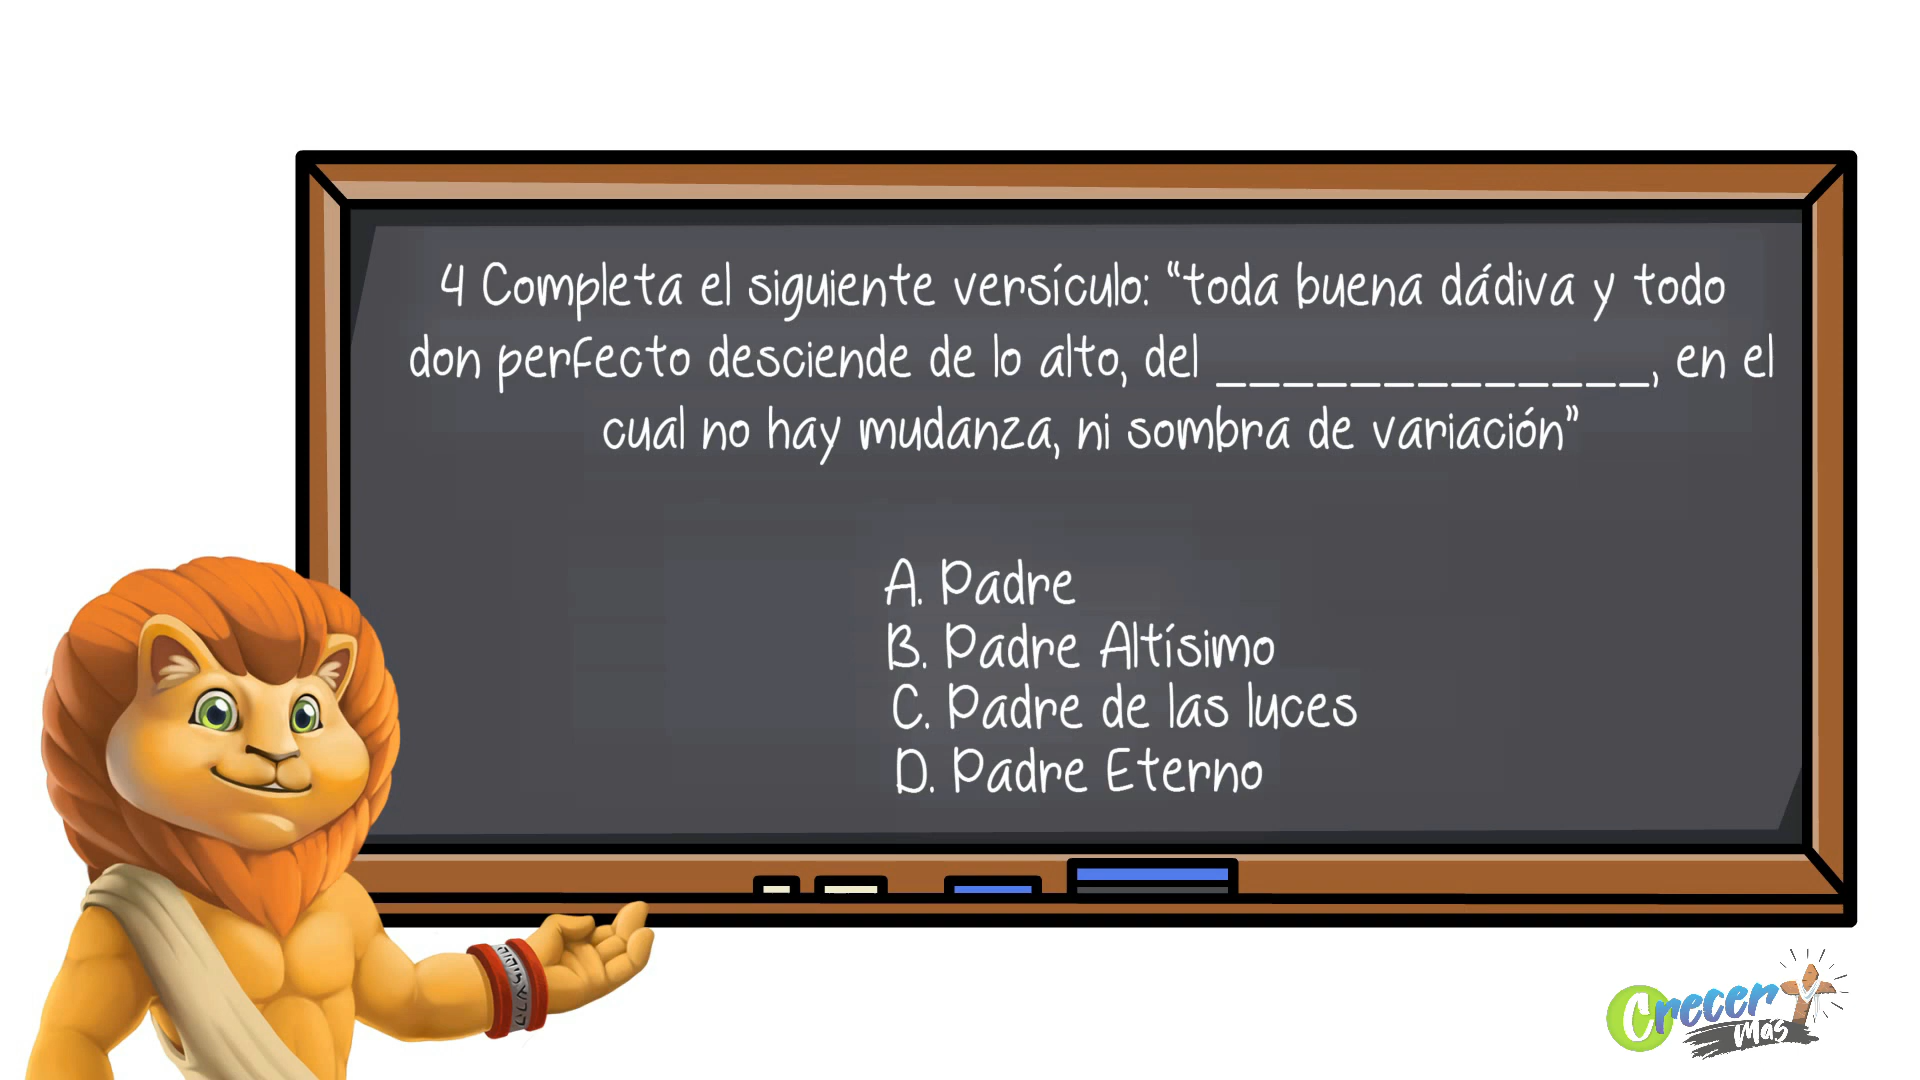 4 Completa el siguiente versículo: “toda buena dádiva y todo
don perfecto desciende de lo alto, del _____________, en el
cual no hay mudanza, ni sombra de variación”
A. Padre
B. Padre Altísimo
C. Padre de las luces
D. Padre Eterno
Crecer
Más